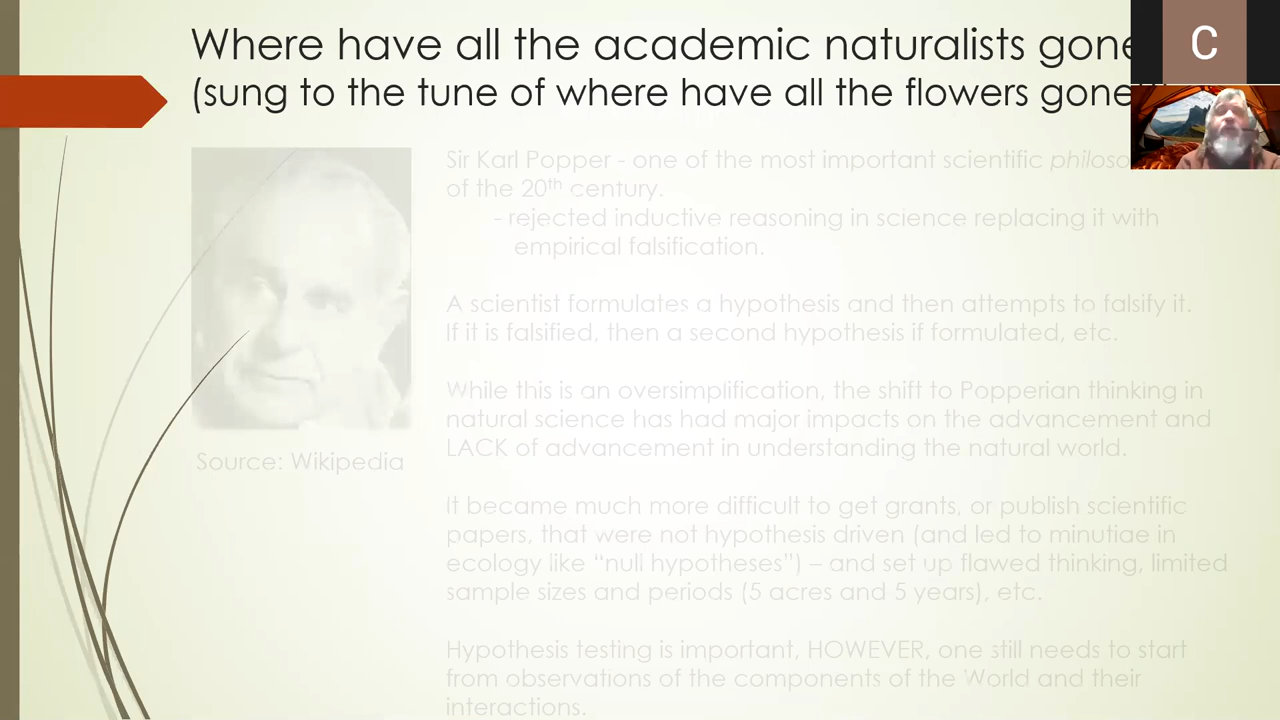 Where have all the academic naturalists gone
(sung to the tune of where have all the flowers gone
C
Sir Karl Popper - one of the most important scientific philoso
of the 20th century.
- rejected inductive reasoning in science replacing it with
empirical falsification.
A scientist formulates a hypothesis and then attempts to falsify it.
If it is falsified, then a second hypothesis if formulated, etc.
While this is an oversimplification, the shift to Popperian thinking in
natural science has had major impacts on the advancement and
LACK of advancement in understanding the natural world.
Source: Wikipedia
It became much more difficult to get grants, or publish scientific
papers, that were not hypothesis driven (and led to minutiae in
ecology like “null hypotheses”) – and set up flawed thinking, limited
sample sizes and periods (5 acres and 5 years), etc.
Hypothesis testing is important, HOWEVER, one still needs to start
from observations of the components of the World and their
interactions.